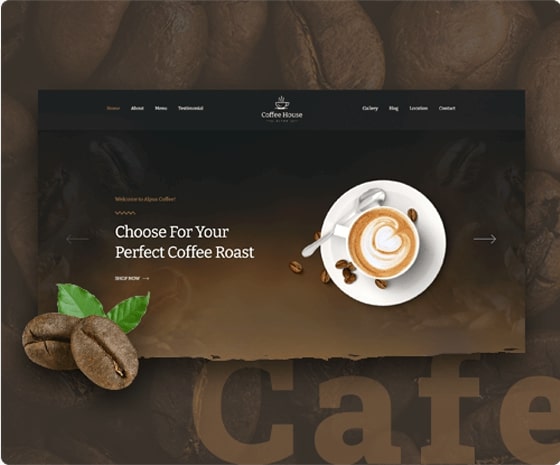 Home About Menu Testimonial
Coffee House
Gallery Blog Location Contact
Welcome to Alpus Coffee!
Choose For Your
Perfect Coffee Roast
SHOP NOW
Cafe